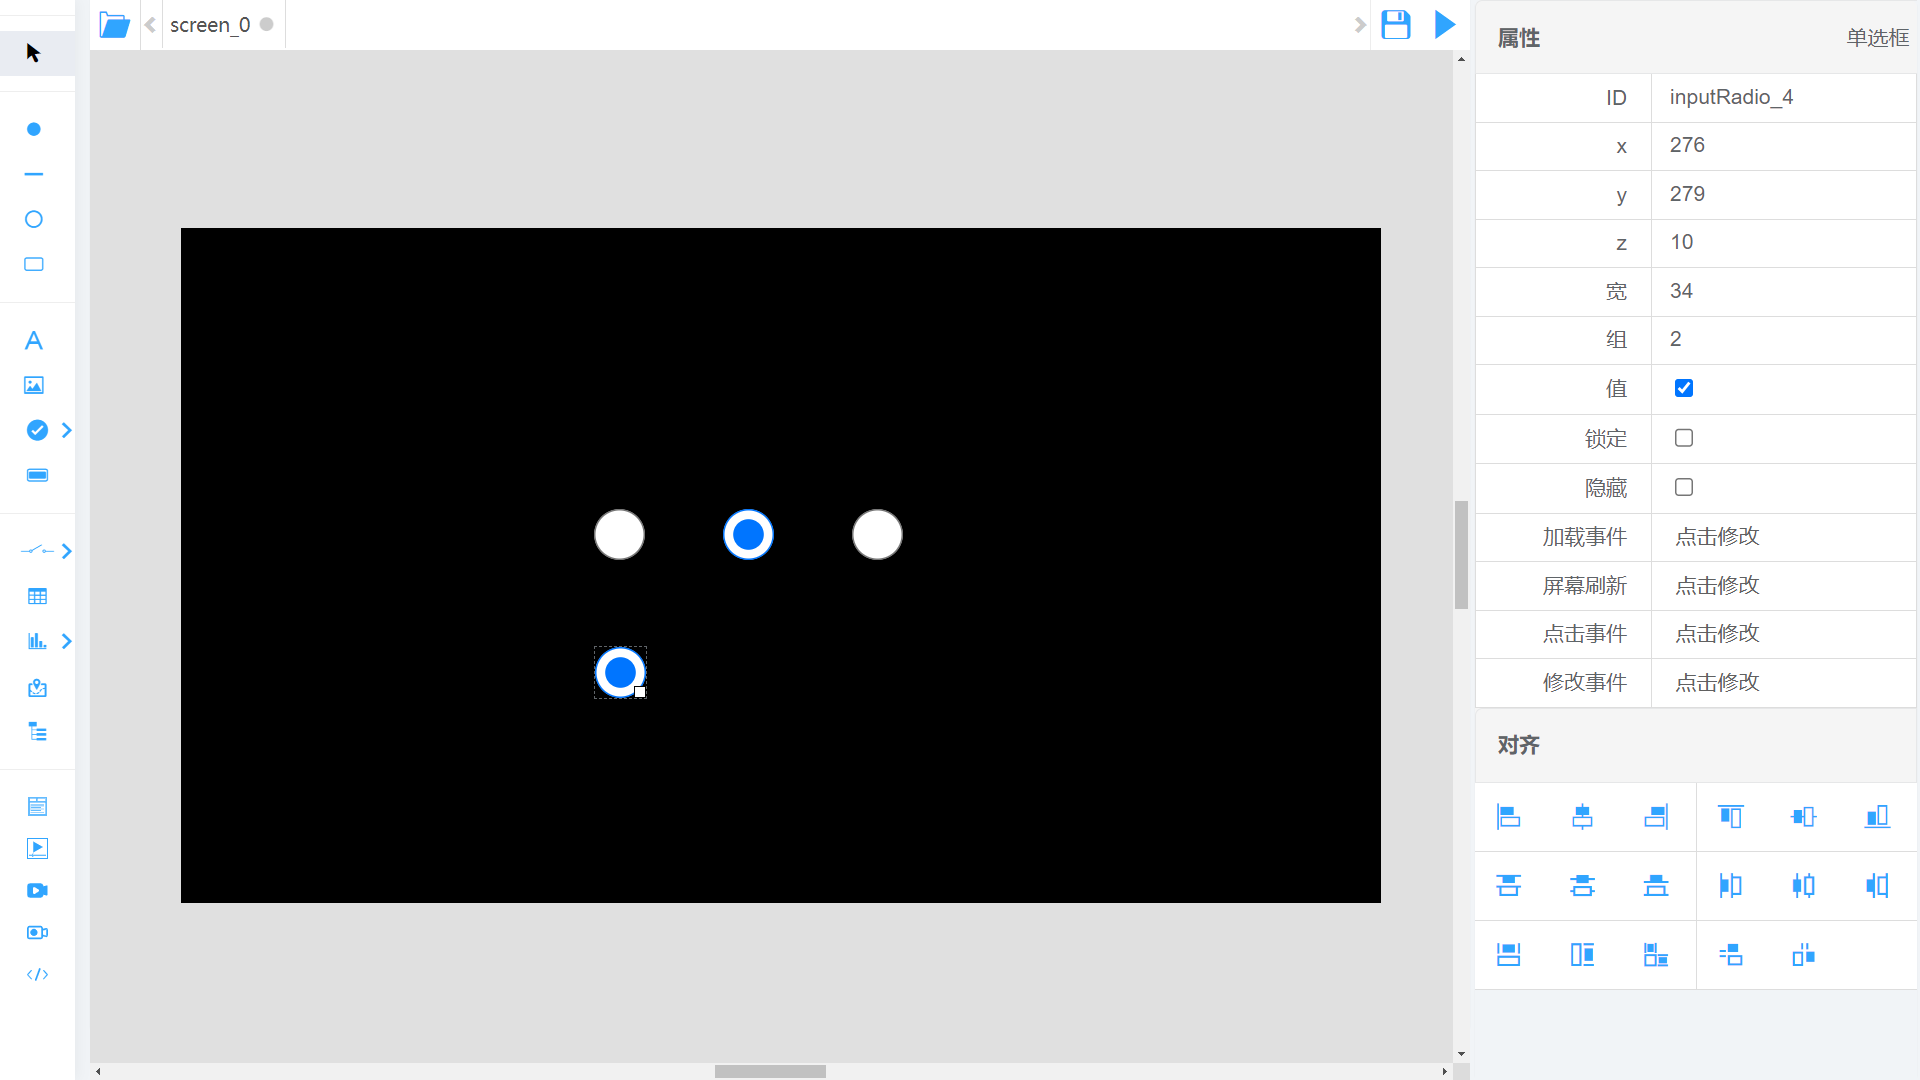 screen_0
属性
单选框
ID
inputRadio_4
x
276
y
279
z
10
宽
34
组
2
值
锁定
隐藏
加载事件
点击修改
屏幕刷新
点击修改
点击事件
点击修改
修改事件
点击修改
对齐